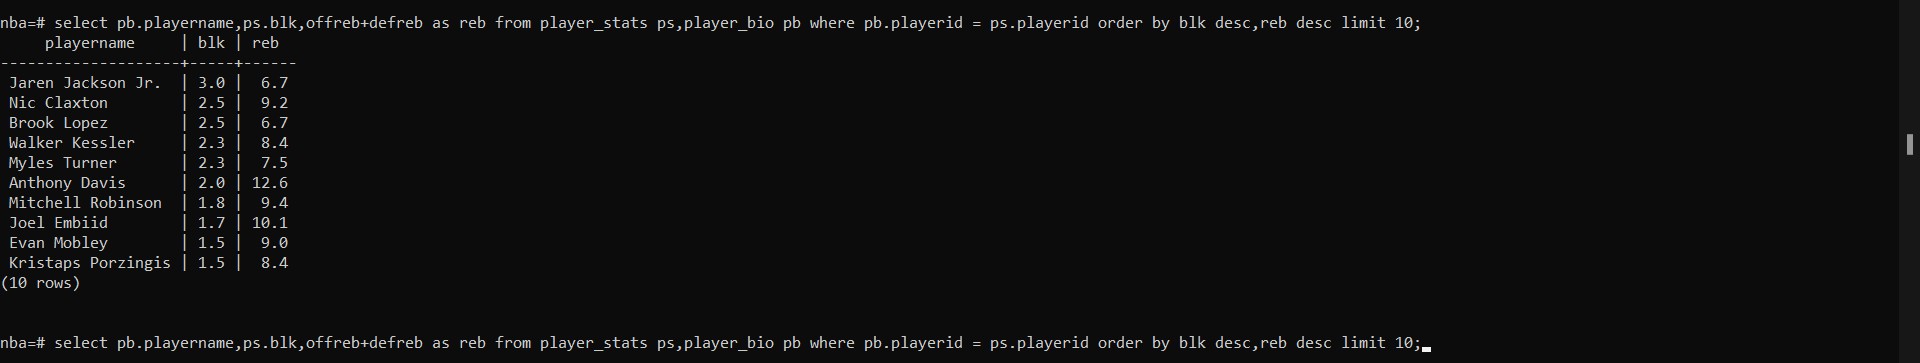 nba=# select pb.playername,ps.blk,offreb+defreb as reb from player_stats ps,player_bio pb where pb.playerid = ps.playerid order by blk desc,reb desc limit 10;
     playername     | blk | reb
--------------------+-----+------
 Jaren Jackson Jr.  | 3.0 |  6.7
 Nic Claxton        | 2.5 |  9.2
 Brook Lopez        | 2.5 |  6.7
 Walker Kessler     | 2.3 |  8.4
 Myles Turner       | 2.3 |  7.5
 Anthony Davis      | 2.0 | 12.6
 Mitchell Robinson  | 1.8 |  9.4
 Joel Embiid        | 1.7 | 10.1
 Evan Mobley        | 1.5 |  9.0
 Kristaps Porzingis | 1.5 |  8.4
(10 rows)
nba=# select pb.playername,ps.blk,offreb+defreb as reb from player_stats ps,player_bio pb where pb.playerid = ps.playerid order by blk desc,reb desc limit 10;